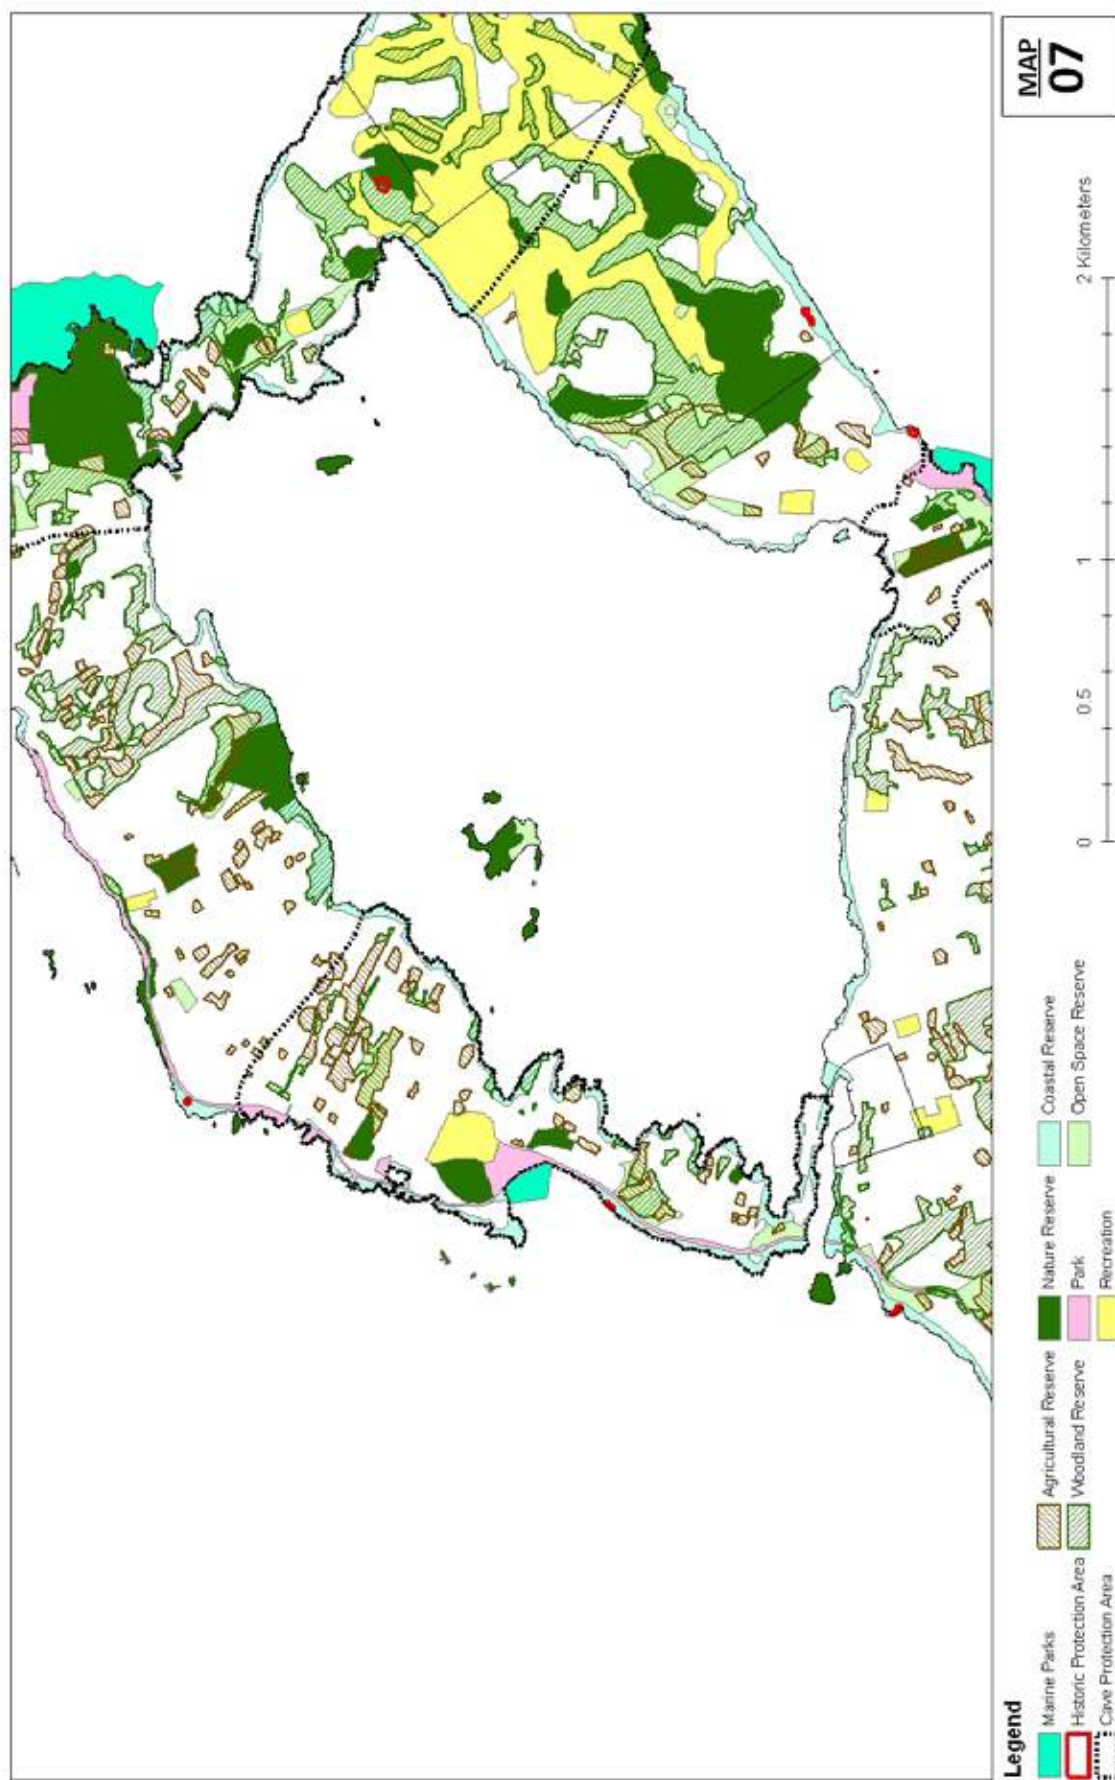 MAP
07
Legend
Marine Parks
Historic Protection Area
Cave Protection Area
Agricultural Reserve
Woodland Reserve
Nature Reserve
Park
Recreation
Coastal Reserve
Open Space Reserve
0 0.5 1 2 Kilometers